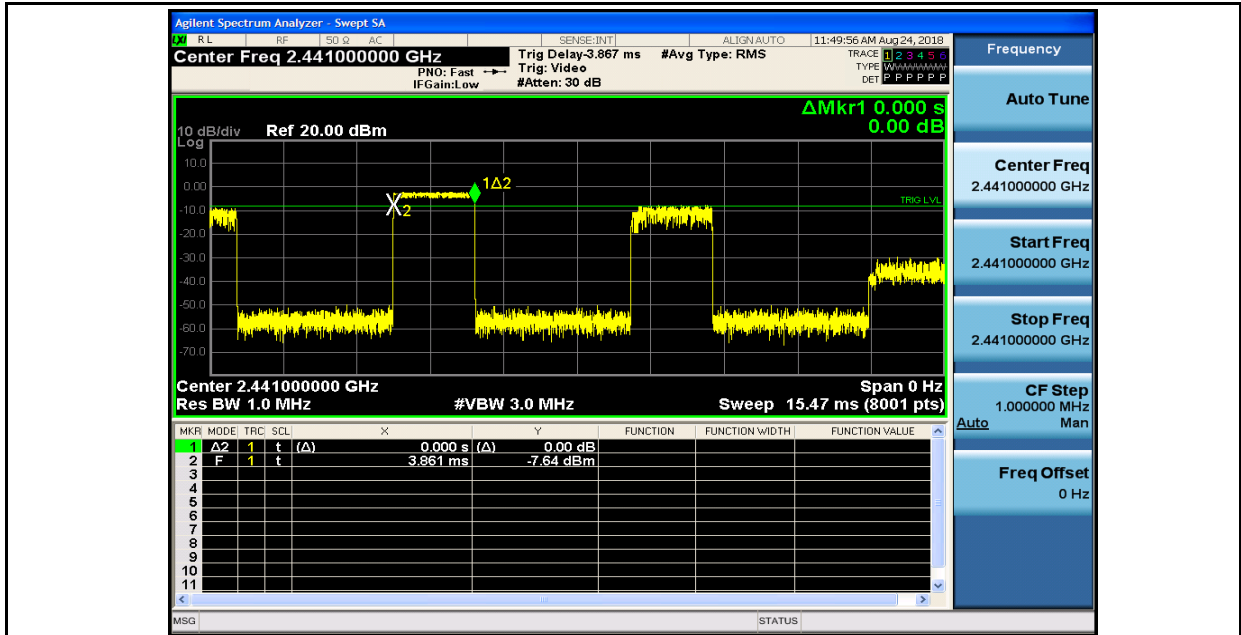 Agilent Spectrum Analyzer - Swept SA
LXI RL RF 50 Ω AC SENSE:INT ALIGN AUTO 11:49:56 AM Aug 24, 2018
Center Freq 2.441000000 GHz
PNO: Fast
IFGain:Low
Trig Delay-3.867 ms
Trig: Video
#Atten: 30 dB
#Avg Type: RMS
TRACE 1 2 3 4 5 6
TYPE WWWWWW
DET P P P P P P
ΔMkr1 0.000 s
0.00 dB
10 dB/div Ref 20.00 dBm
Log
10.0
0.00
-10.0
-20.0
-30.0
-40.0
-50.0
-60.0
-70.0
1Δ2
X2
TRIG LVL
Center 2.441000000 GHz Span 0 Hz
Res BW 1.0 MHz #VBW 3.0 MHz Sweep 15.47 ms (8001 pts)
MKR MODE TRC SCL X Y FUNCTION FUNCTION WIDTH FUNCTION VALUE
1 Δ2 1 t (Δ) 0.000 s (Δ) 0.00 dB
2 F 1 t 3.861 ms -7.64 dBm
3
4
5
6
7
8
9
10
11
MSG STATUS
Frequency
Auto Tune
Center Freq
2.441000000 GHz
Start Freq
2.441000000 GHz
Stop Freq
2.441000000 GHz
CF Step
1.000000 MHz
Auto Man
Freq Offset
0 Hz